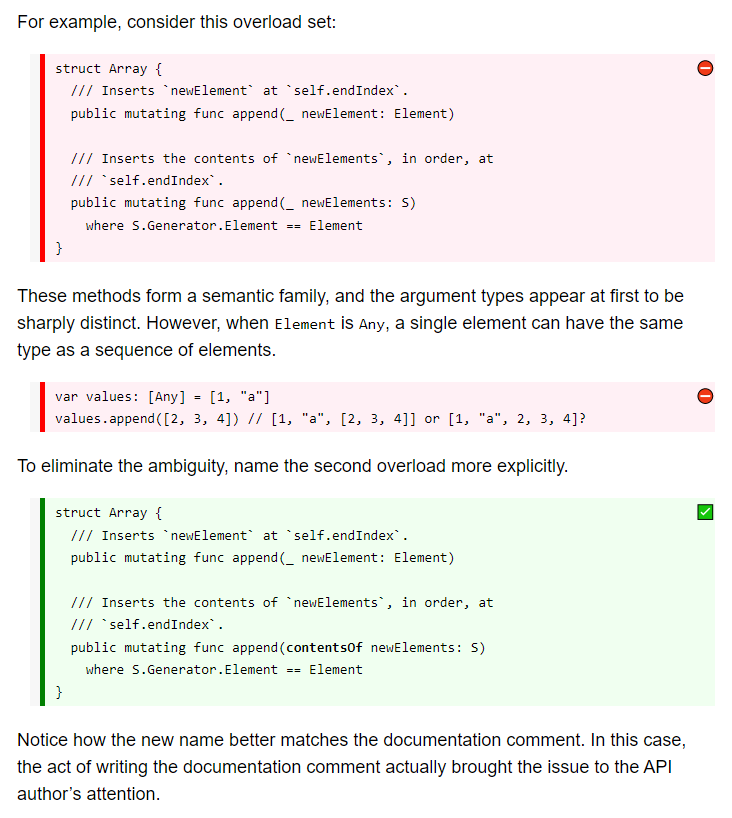 For example, consider this overload set:
struct Array {
/// Inserts `newElement` at `self.endIndex`.
public mutating func append(_ newElement: Element)
/// Inserts the contents of `newElements`, in order, at
/// `self.endIndex`.
public mutating func append(_ newElements: S)
where S.Generator.Element == Element
}
These methods form a semantic family, and the argument types appear at first to be
sharply distinct. However, when Element is Any, a single element can have the same
type as a sequence of elements.
var values: [Any] = [1, "a"]
values.append([2, 3, 4]) // [1, "a", [2, 3, 4]] or [1, "a", 2, 3, 4]?
To eliminate the ambiguity, name the second overload more explicitly.
struct Array {
/// Inserts `newElement` at `self.endIndex`.
public mutating func append(_ newElement: Element)
/// Inserts the contents of `newElements`, in order, at
/// `self.endIndex`.
public mutating func append(contentsOf newElements: S)
where S.Generator.Element == Element
}
Notice how the new name better matches the documentation comment. In this case,
the act of writing the documentation comment actually brought the issue to the API
author’s attention.